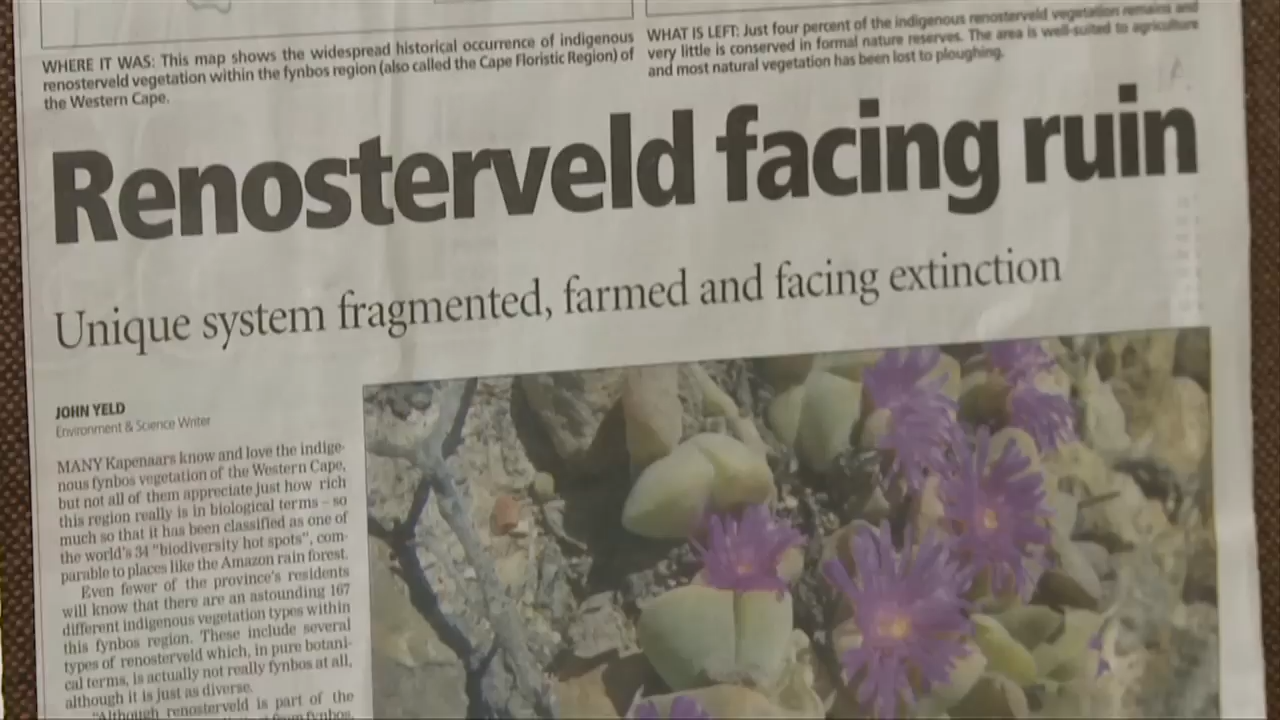 WHERE IT WAS: This map shows the widespread historical occurrence of indigenous
renosterveld vegetation within the fynbos region (also called the Cape Floristic Region) of
the Western Cape.
WHAT IS LEFT: Just four percent of the indigenous renosterveld vegetation remains and
very little is conserved in formal nature reserves. The area is well-suited to agriculture
and most natural vegetation has been lost to ploughing.
Renosterveld facing ruin
Unique system fragmented, farmed and facing extinction
JOHN YELD
Environment & Science Writer
MANY Kapenaars know and love the indige-
nous fynbos vegetation of the Western Cape,
but not all of them appreciate just how rich
this region really is in biological terms – so
much so that it has been classified as one of
the world's 34 "biodiversity hot spots", com-
parable to places like the Amazon rain forest.
Even fewer of the province's residents
will know that there are an astounding 167
different indigenous vegetation types within
this fynbos region. These include several
types of renosterveld which, in pure botani-
cal terms, is actually not really fynbos at all,
although it is just as diverse.
"Although renosterveld is part of the
fynbos,